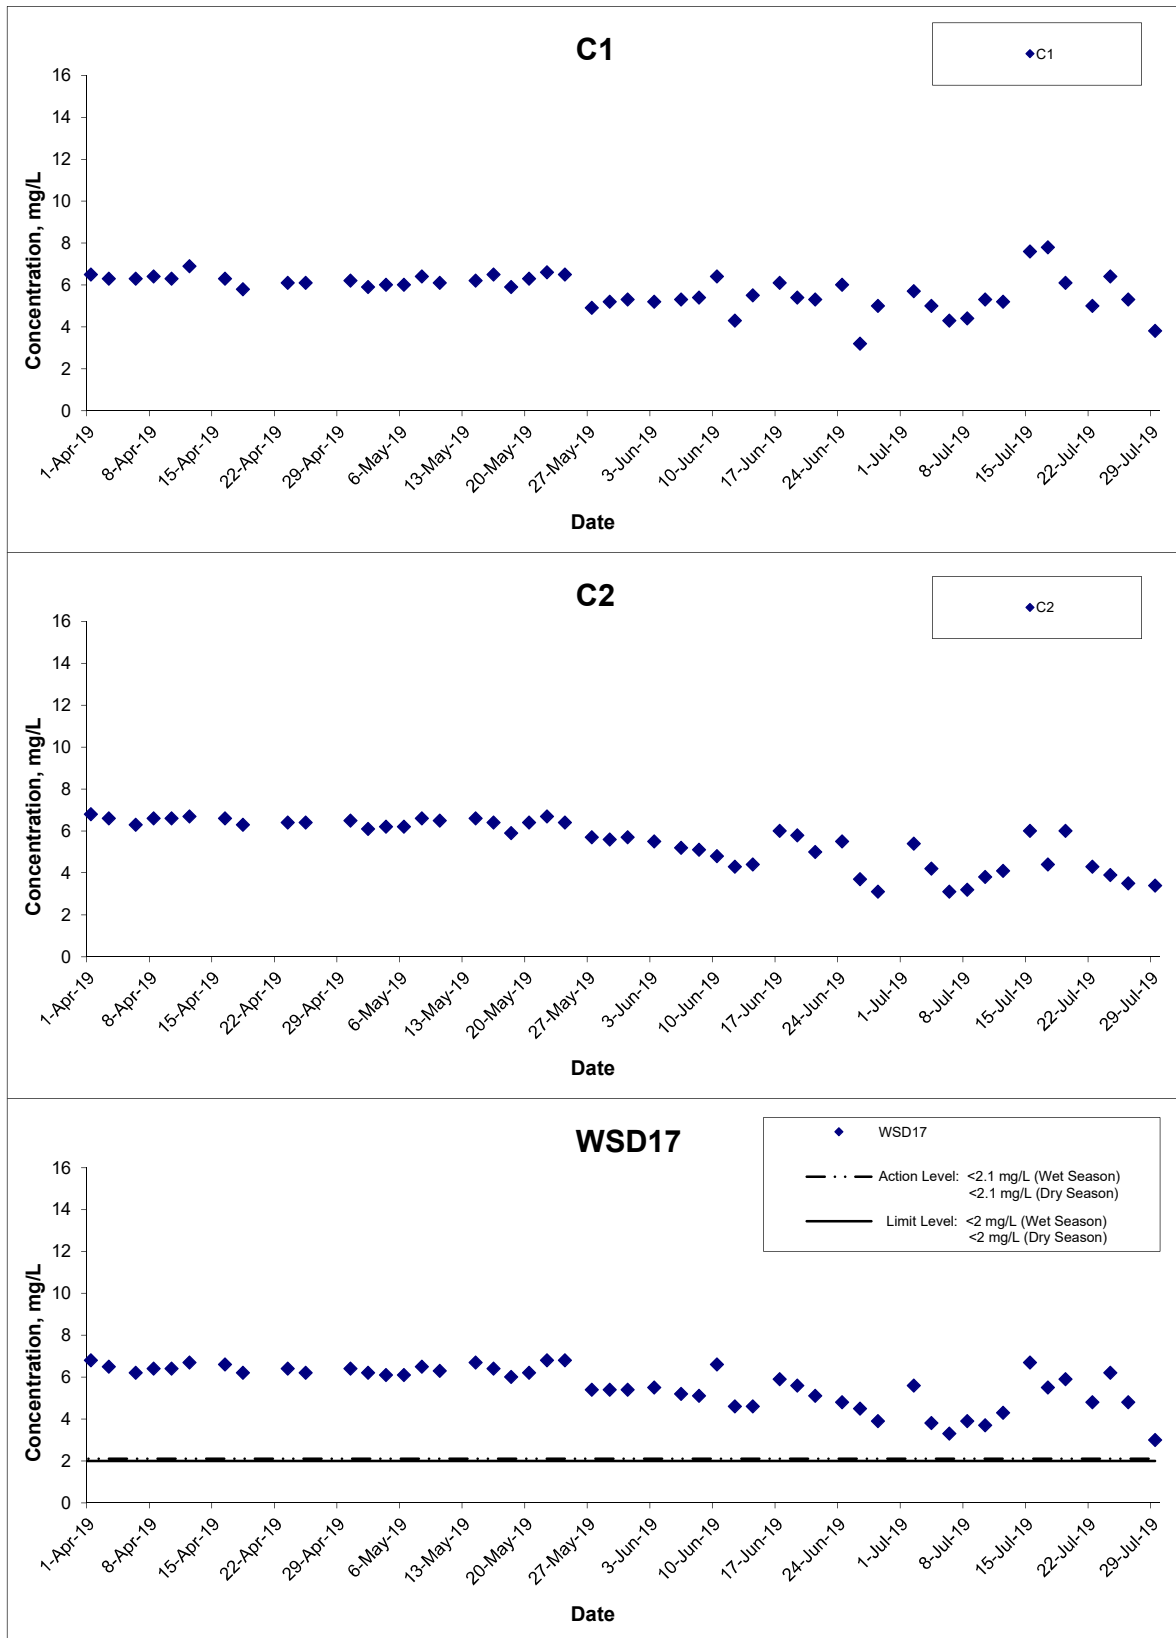 C1
C1
16
14
12
10
8
6
4
2
0
Concentration, mg/L
1-Apr-19
8-Apr-19
15-Apr-19
22-Apr-19
29-Apr-19
6-May-19
13-May-19
20-May-19
27-May-19
3-Jun-19
10-Jun-19
17-Jun-19
24-Jun-19
1-Jul-19
8-Jul-19
15-Jul-19
22-Jul-19
29-Jul-19
Date
C2
C2
16
14
12
10
8
6
4
2
0
Concentration, mg/L
1-Apr-19
8-Apr-19
15-Apr-19
22-Apr-19
29-Apr-19
6-May-19
13-May-19
20-May-19
27-May-19
3-Jun-19
10-Jun-19
17-Jun-19
24-Jun-19
1-Jul-19
8-Jul-19
15-Jul-19
22-Jul-19
29-Jul-19
Date
WSD17
WSD17
Action Level: <2.1 mg/L (Wet Season)
<2.1 mg/L (Dry Season)
Limit Level: <2 mg/L (Wet Season)
<2 mg/L (Dry Season)
16
14
12
10
8
6
4
2
0
Concentration, mg/L
1-Apr-19
8-Apr-19
15-Apr-19
22-Apr-19
29-Apr-19
6-May-19
13-May-19
20-May-19
27-May-19
3-Jun-19
10-Jun-19
17-Jun-19
24-Jun-19
1-Jul-19
8-Jul-19
15-Jul-19
22-Jul-19
29-Jul-19
Date